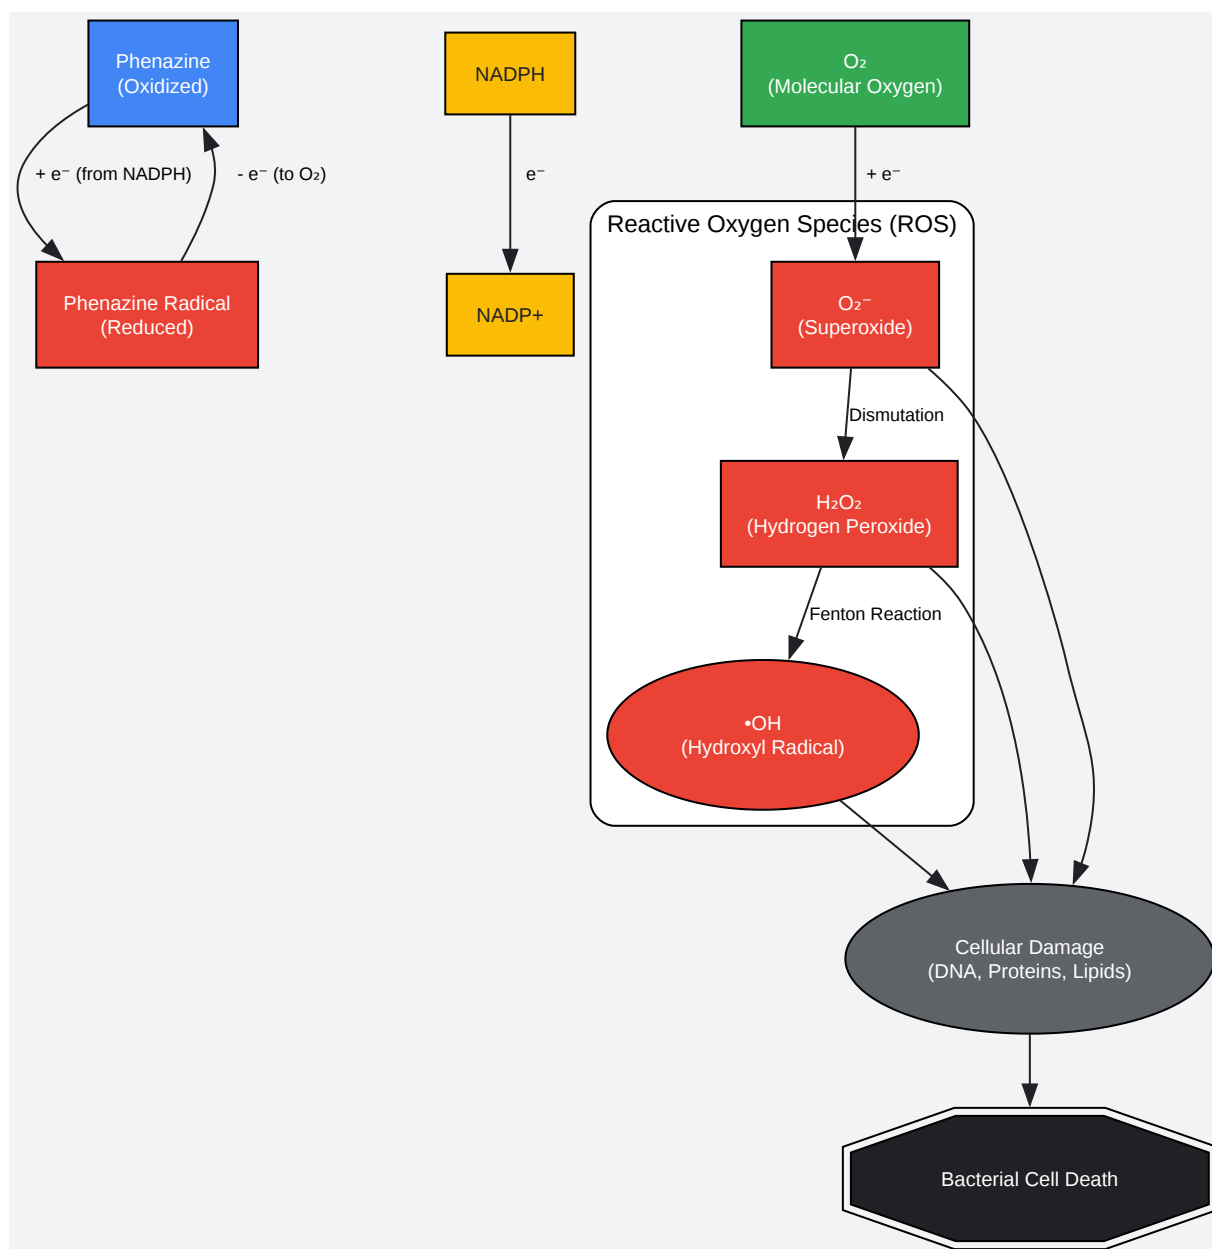 Phenazine
(Oxidized)
NADPH
O₂
(Molecular Oxygen)
+ e⁻ (from NADPH)
- e⁻ (to O₂)
e⁻
+ e⁻
Reactive Oxygen Species (ROS)
Phenazine Radical
(Reduced)
NADP+
O₂⁻
(Superoxide)
Dismutation
H₂O₂
(Hydrogen Peroxide)
Fenton Reaction
•OH
(Hydroxyl Radical)
Cellular Damage
(DNA, Proteins, Lipids)
Bacterial Cell Death